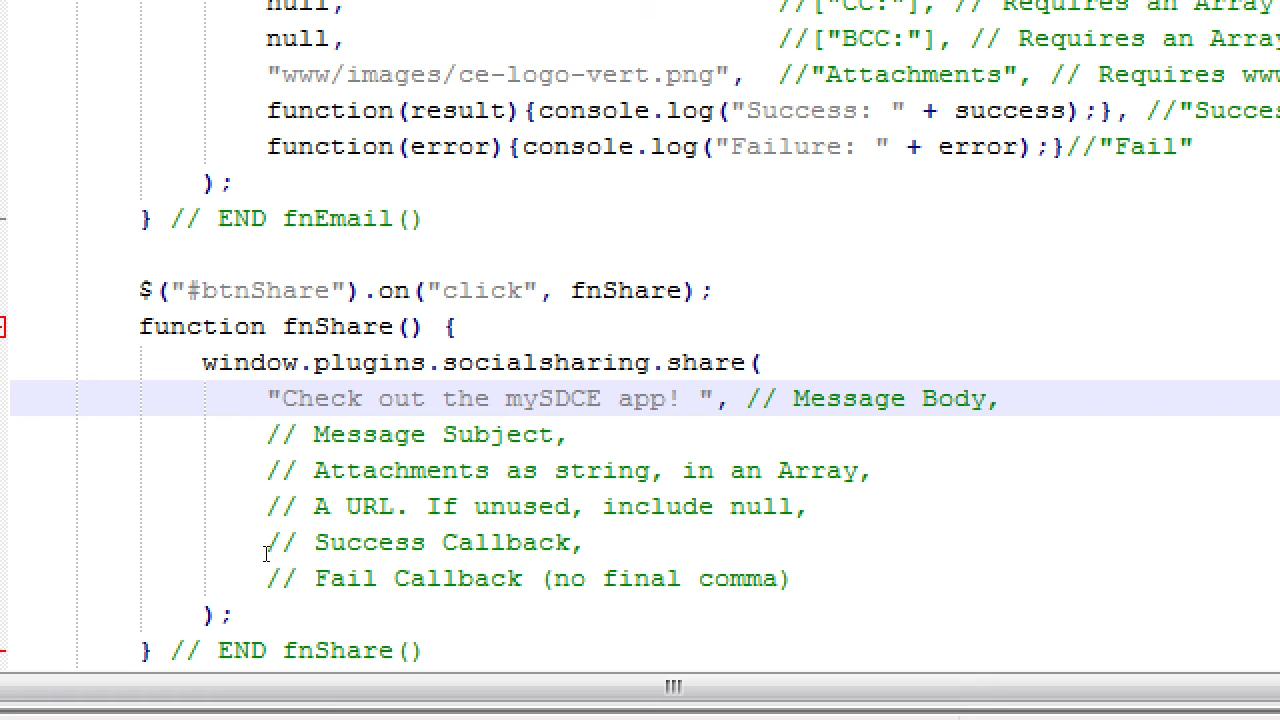 null,                           //["CC:"], // Requires an Array
null,                           //["BCC:"], // Requires an Array
"www/images/ce-logo-vert.png",  //"Attachments", // Requires www
function(result){console.log("Success: " + success);}, //"Succes
function(error){console.log("Failure: " + error);}//"Fail"
);
} // END fnEmail()
$("#btnShare").on("click", fnShare);
function fnShare() {
window.plugins.socialsharing.share(
"Check out the mySDCE app! ", // Message Body,
// Message Subject,
// Attachments as string, in an Array,
// A URL. If unused, include null,
// Success Callback,
// Fail Callback (no final comma)
);
} // END fnShare()